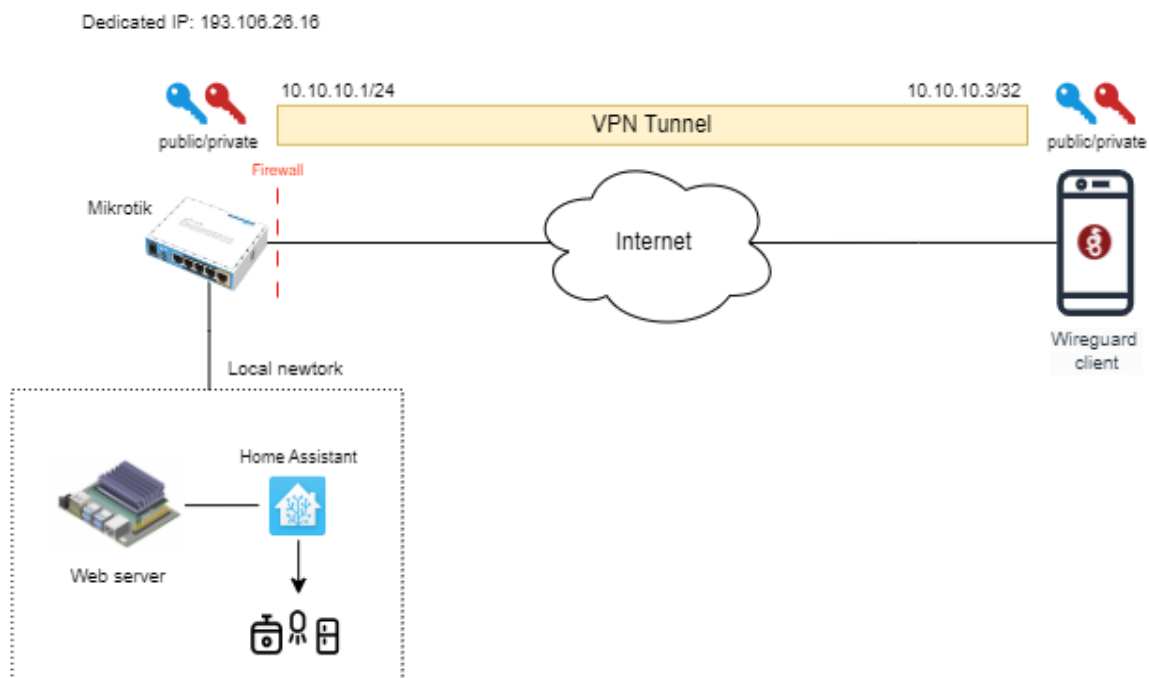 Dedicated IP: 193.106.26.16
10.10.10.1/24
10.10.10.3/32
public/private
VPN Tunnel
public/private
Firewall
Mikrotik
Internet
Wireguard
client
Local newtork
Home Assistant
Web server